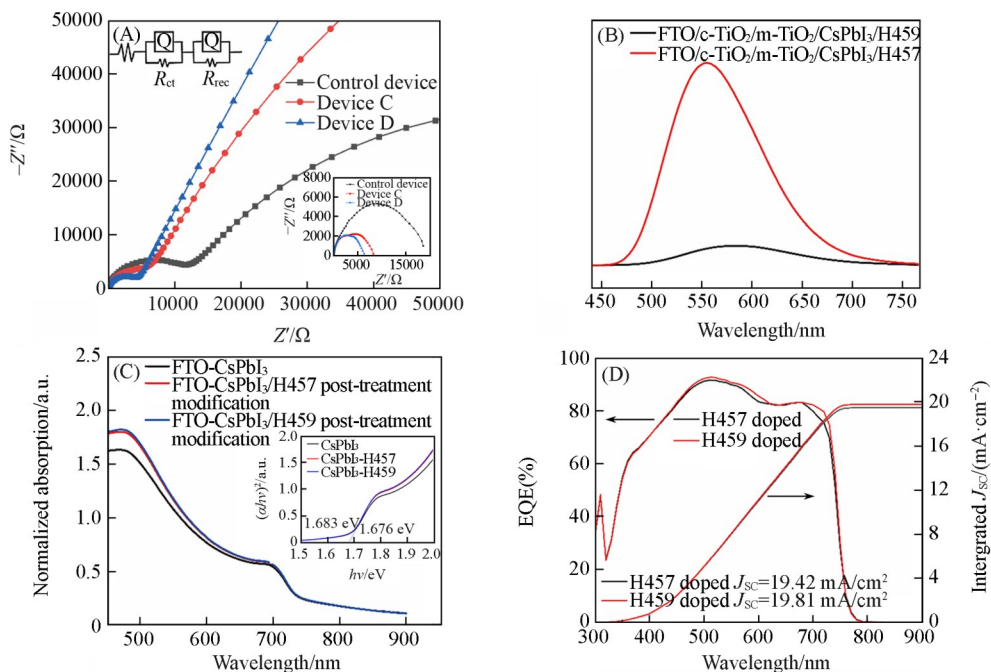 (A)
Q Q
R_ct R_rec
Control device
Device C
Device D
50000
40000
30000
20000
10000
0
−Z''/Ω
10000 20000 30000 40000 50000
Z'/Ω
8000
6000
4000
2000
0
−Z''/Ω
Control device
Device C
Device D
5000 15000
Z'/Ω
(B)
FTO/c-TiO₂/m-TiO₂/CsPbI₃/H459
FTO/c-TiO₂/m-TiO₂/CsPbI₃/H457
450 500 550 600 650 700 750
Wavelength/nm
(C)
FTO-CsPbI₃
FTO-CsPbI₃/H457 post-treatment
modification
FTO-CsPbI₃/H459 post-treatment
modification
2.5
2.0
1.5
1.0
0.5
0
Normalized absorption/a.u.
500 600 700 800 900
Wavelength/nm
2.0
1.5
1.0
0.5
0
(αhν)²/a.u.
CsPbI₃
CsPbI₃-H457
CsPbI₃-H459
1.683 eV
1.676 eV
1.5 1.6 1.7 1.8 1.9 2.0
hν/eV
(D)
100
80
60
40
20
0
EQE(%)
H457 doped
H459 doped
H457 doped J_SC=19.42 mA/cm²
H459 doped J_SC=19.81 mA/cm²
24
20
16
12
8
4
0
Intergrated J_SC/(mA·cm⁻²)
300 400 500 600 700 800 900
Wavelength/nm